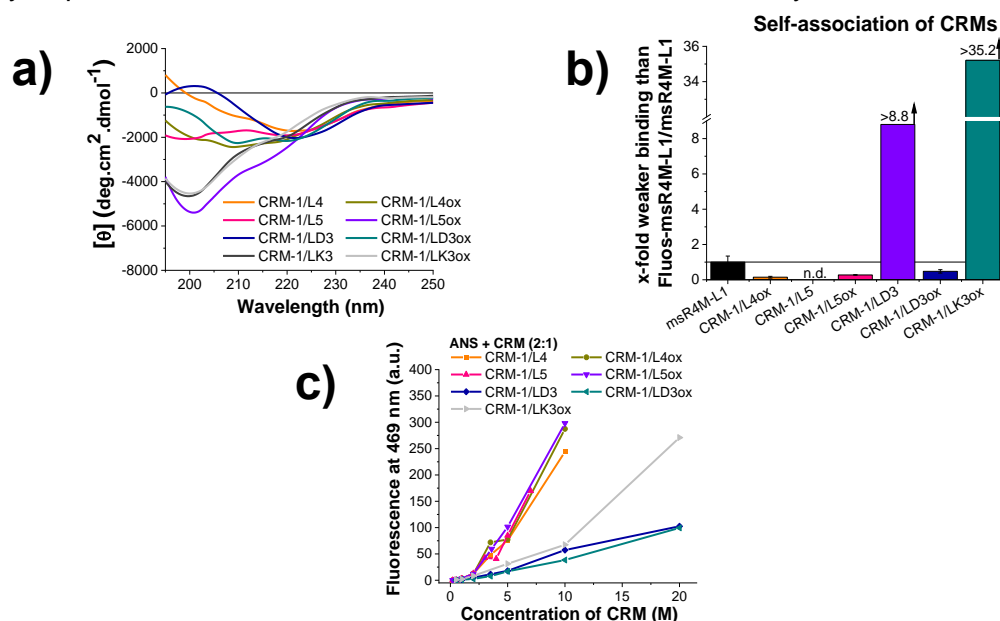 a)
2000
0
-2000
-4000
-6000
-8000
[θ] (deg.cm².dmol⁻¹)
CRM-1/L4
CRM-1/L5
CRM-1/LD3
CRM-1/LK3
CRM-1/L4ox
CRM-1/L5ox
CRM-1/LD3ox
CRM-1/LK3ox
200 210 220 230 240 250
Wavelength (nm)
b)
Self-association of CRMs
x-fold weaker binding than
Fluos-msR4M-L1/msR4M-L1
36
34
8
6
4
2
1
0
n.d.
>8.8
>35.2
msR4M-L1
CRM-1/L4ox
CRM-1/L5
CRM-1/L5ox
CRM-1/LD3
CRM-1/LD3ox
CRM-1/LK3ox
c)
ANS + CRM (2:1)
CRM-1/L4
CRM-1/L5
CRM-1/LD3
CRM-1/LK3ox
CRM-1/L4ox
CRM-1/L5ox
CRM-1/LD3ox
400
350
300
250
200
150
100
50
0
Fluorescence at 469 nm (a.u.)
0 5 10 15 20
Concentration of CRM (M)